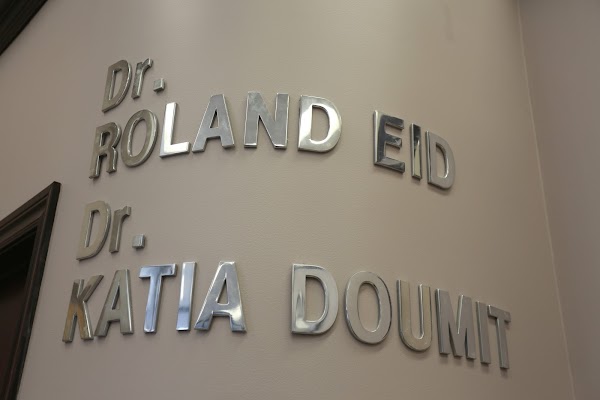 Dr.
ROLAND EID
Dr.
KATIA DOUMIT